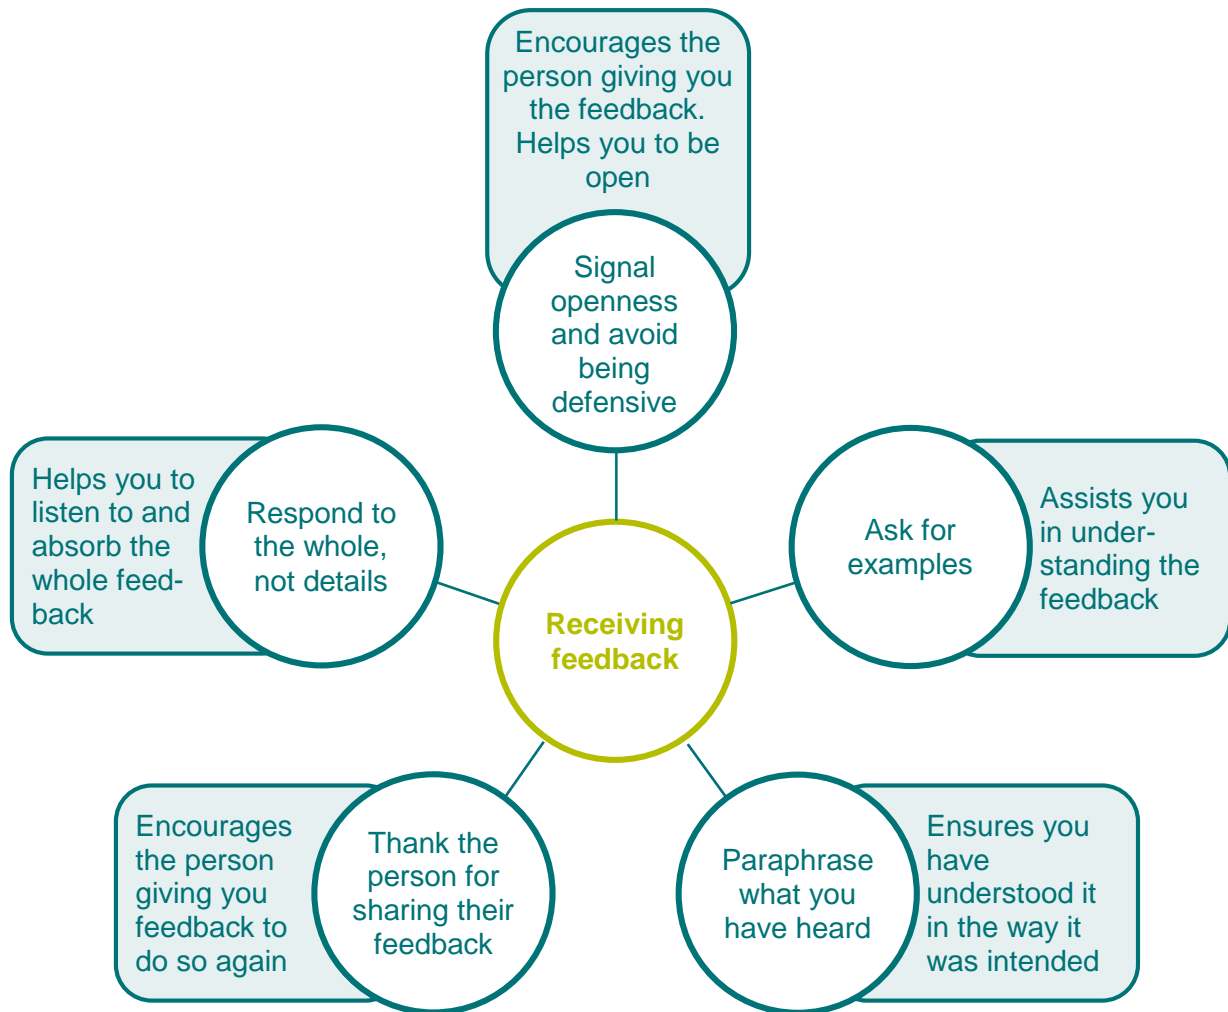 Encourages the
person giving you
the feedback.
Helps you to be
open
Signal
openness
and avoid
being
defensive
Helps you to
listen to and
absorb the
whole feed-
back
Respond to
the whole,
not details
Ask for
examples
Assists you
in under-
standing the
feedback
Receiving
feedback
Encourages
the person
giving you
feedback to
do so again
Thank the
person for
sharing their
feedback
Paraphrase
what you
have heard
Ensures you
have
understood it
in the way it
was intended